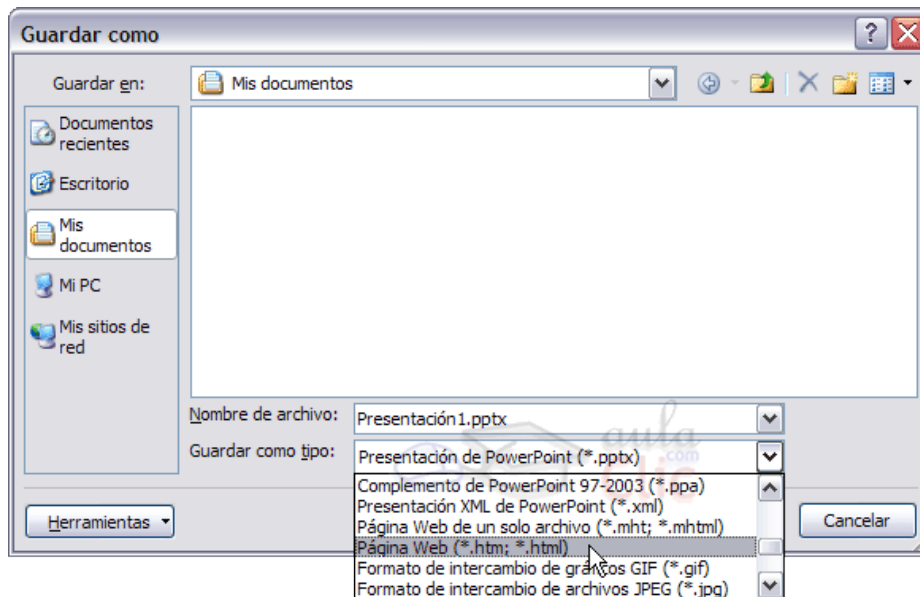 Guardar como
Guardar en:
Mis documentos
Documentos
recientes
Escritorio
Mis
documentos
Mi PC
Mis sitios de
red
Nombre de archivo:
Presentación1.pptx
Guardar como tipo:
Presentación de PowerPoint (*.pptx)
Complemento de PowerPoint 97-2003 (*.ppa)
Presentación XML de PowerPoint (*.xml)
Página Web de un solo archivo (*.mht; *.mhtml)
Página Web (*.htm; *.html)
Formato de intercambio de gráficos GIF (*.gif)
Formato de intercambio de archivos JPEG (*.jpg)
Herramientas
Cancelar
aula
.com
Clic